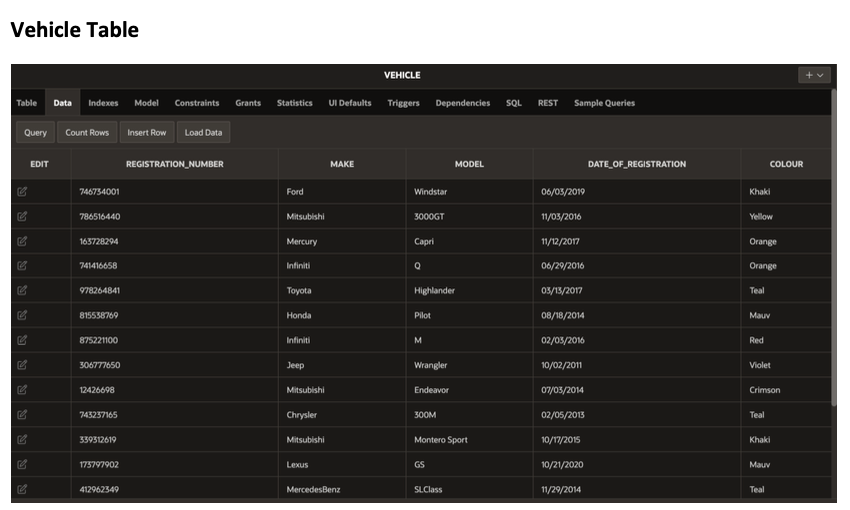 Vehicle Table
VEHICLE
Table Data Indexes Model Constraints Grants Statistics UI Defaults Triggers Dependencies SQL REST Sample Queries
Query Count Rows Insert Row Load Data
EDIT REGISTRATION_NUMBER MAKE MODEL DATE_OF_REGISTRATION COLOUR
746734001 Ford Windstar 06/03/2019 Khaki
786516440 Mitsubishi 3000GT 11/03/2016 Yellow
163728294 Mercury Capri 11/12/2017 Orange
741416658 Infiniti Q 06/29/2016 Orange
978264841 Toyota Highlander 03/13/2017 Teal
815538769 Honda Pilot 08/18/2014 Mauv
875221100 Infiniti M 02/03/2016 Red
306777650 Jeep Wrangler 10/02/2011 Violet
12426698 Mitsubishi Endeavor 07/03/2014 Crimson
743237165 Chrysler 300M 02/05/2013 Teal
339312619 Mitsubishi Montero Sport 10/17/2015 Khaki
173797902 Lexus GS 10/21/2020 Mauv
412962349 MercedesBenz SLClass 11/29/2014 Teal